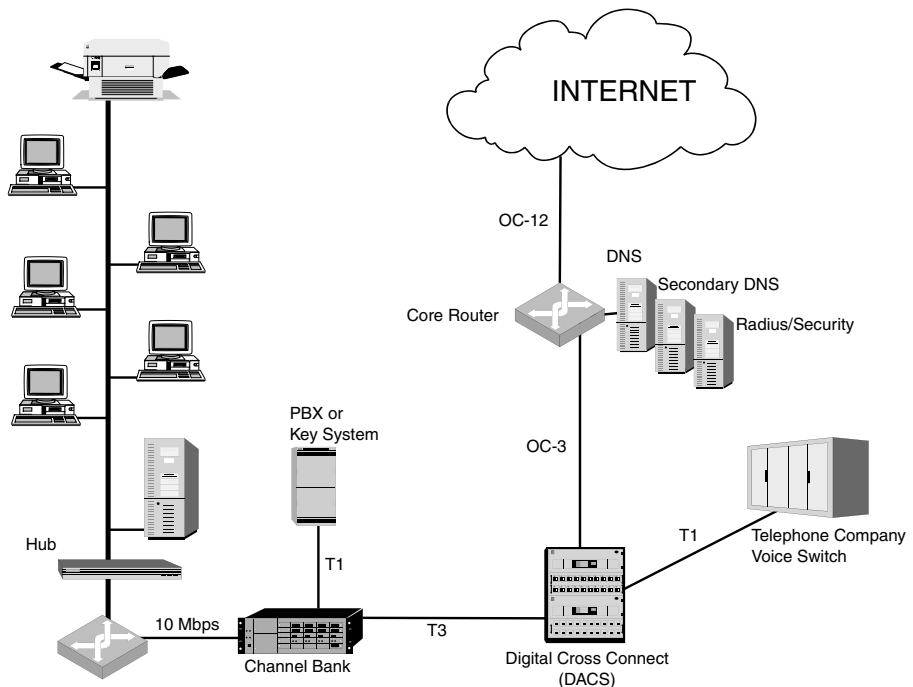 INTERNET
OC-12
DNS
Secondary DNS
Core Router
Radius/Security
PBX or
Key System
OC-3
Hub
T1
T1
Telephone Company
Voice Switch
10 Mbps
T3
Channel Bank
Digital Cross Connect
(DACS)